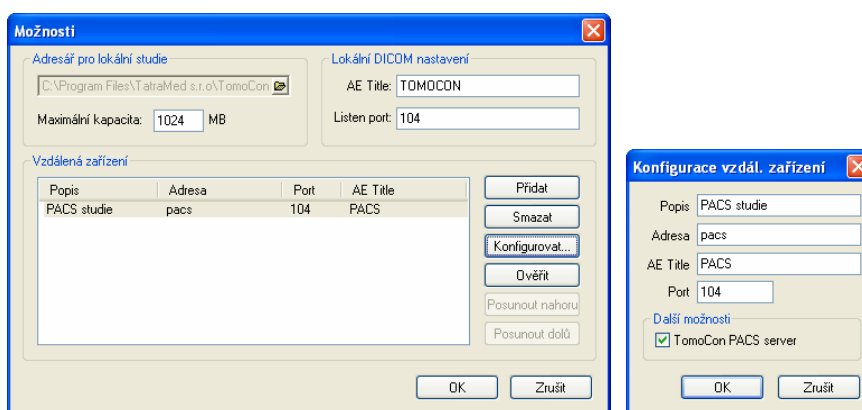 Možnosti
Adresář pro lokální studie
C:\Program Files\TatraMed s.r.o\TomoCon
Maximální kapacita: 1024 MB
Lokální DICOM nastavení
AE Title: TOMOCON
Listen port: 104
Vzdálená zařízení
Popis Adresa Port AE Title
PACS studie pacs 104 PACS
Přidat
Smazat
Konfigurovat...
Ověřit
Posunout nahoru
Posunout dolů
OK Zrušit
Konfigurace vzdál. zařízení
Popis PACS studie
Adresa pacs
AE Title PACS
Port 104
Další možnosti
TomoCon PACS server
OK Zrušit